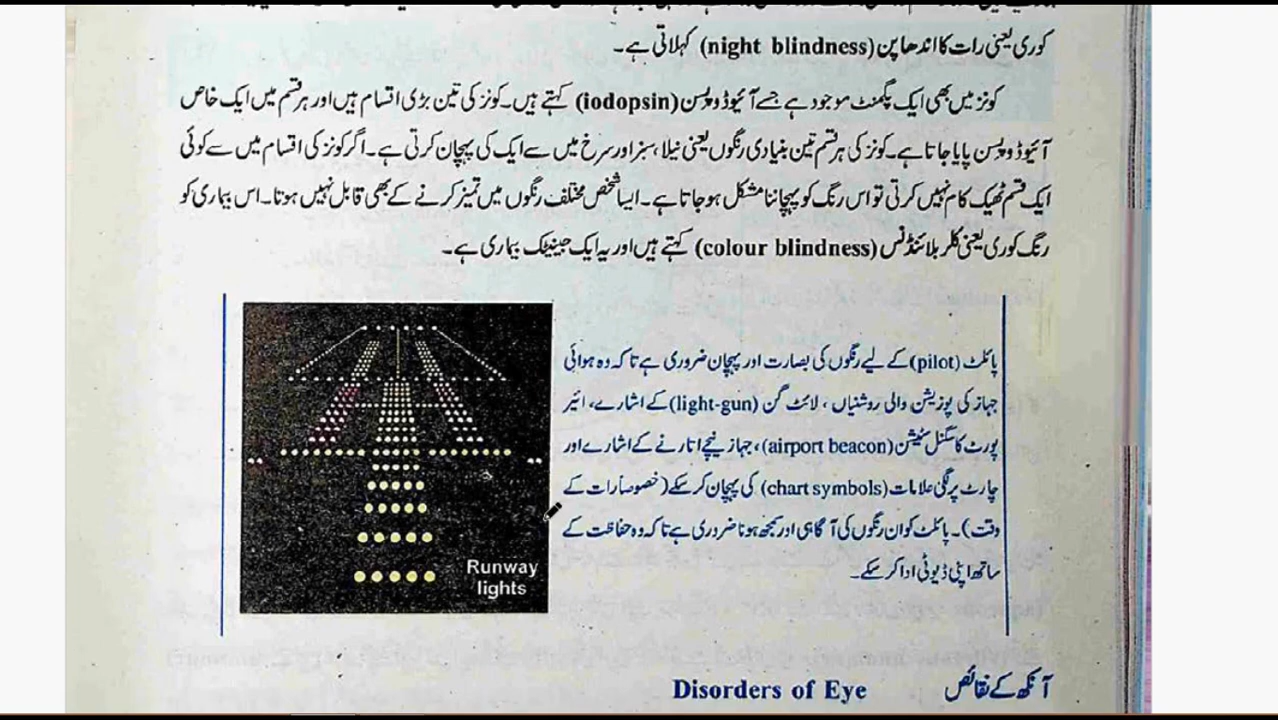 کوری یعنی رات کا اندھا پن (night blindness) کہلاتی ہے۔
کونز میں بھی ایک پگمنٹ موجود ہے جسے آئیوڈوپسن (iodopsin) کہتے ہیں۔ کونز کی تین بڑی اقسام ہیں اور ہر قسم میں ایک خاص
آئیوڈوپسن پایا جاتا ہے۔ کونز کی ہر قسم تین بنیادی رنگوں یعنی نیلا، سبز اور سرخ میں سے ایک کی پہچان کرتی ہے۔ اگر کونز کی اقسام میں سے کوئی
ایک قسم ٹھیک کام نہیں کرتی تو اس رنگ کو پہچاننا مشکل ہو جاتا ہے۔ ایسا شخص مختلف رنگوں میں تمیز کرنے کے بھی قابل نہیں ہوتا۔ اس بیماری کو
رنگ کوری یعنی کلر بلائنڈنس (colour blindness) کہتے ہیں اور یہ ایک جینیٹک بیماری ہے۔
پائلٹ (pilot) کے لیے رنگوں کی بصارت اور پہچان ضروری ہے تاکہ وہ ہوائی
جہاز کی پوزیشن والی روشنیاں، لائٹ گن (light-gun) کے اشارے، ائیر
پورٹ کا سگنل سٹیشن (airport beacon)، جہاز نیچے اتارنے کے اشارے اور
چارٹ پر لگی علامات (chart symbols) کی پہچان کر سکے (خصوصاً رات کے
وقت)۔ پائلٹ کو ان رنگوں کی آگاہی اور سمجھ ہونا ضروری ہے تاکہ وہ حفاظت کے
ساتھ اپنی ڈیوٹی ادا کر سکے۔
Runway
lights
آنکھ کے نقائص Disorders of Eye